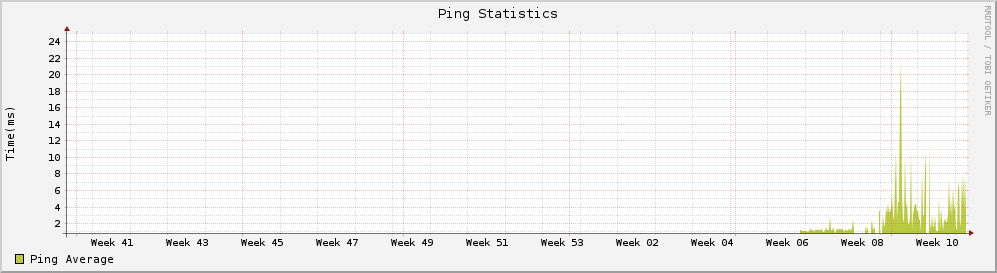 Ping Statistics
RRDTOOL / TOBI OETIKER
Time(ms)
24
22
20
18
16
14
12
10
8
6
4
2
Week 41 Week 43 Week 45 Week 47 Week 49 Week 51 Week 53 Week 02 Week 04 Week 06 Week 08 Week 10
Ping Average